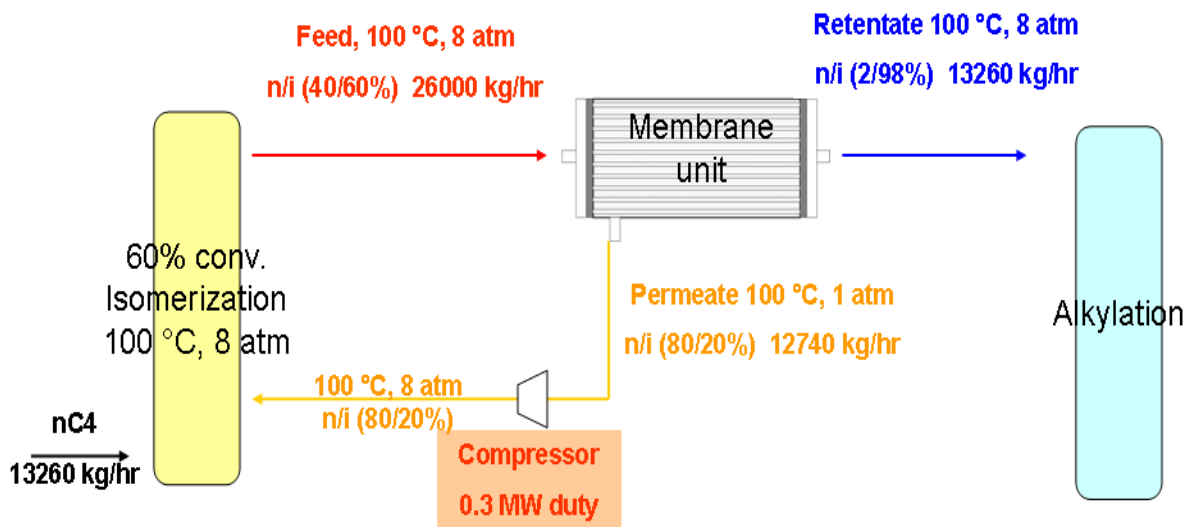 Feed, 100 °C, 8 atm
n/i (40/60%) 26000 kg/hr
Retentate 100 °C, 8 atm
n/i (2/98%) 13260 kg/hr
Membrane
unit
60% conv.
Isomerization
100 °C, 8 atm
Permeate 100 °C, 1 atm
n/i (80/20%) 12740 kg/hr
Alkylation
100 °C, 8 atm
n/i (80/20%)
nC4
13260 kg/hr
Compressor
0.3 MW duty